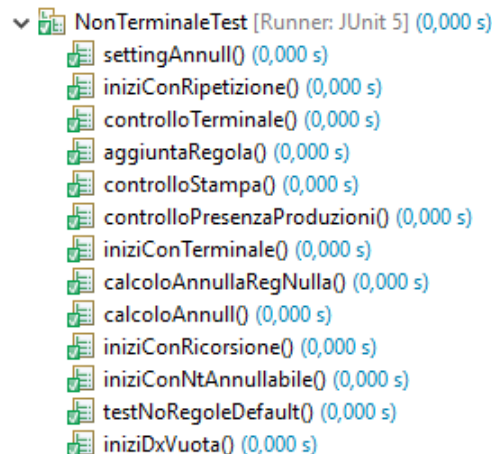 NonTerminaleTest [Runner: JUnit 5] (0,000 s)
settingAnnull() (0,000 s)
iniziConRipetizione() (0,000 s)
controlloTerminale() (0,000 s)
aggiuntaRegola() (0,000 s)
controlloStampa() (0,000 s)
controlloPresenzaProduzioni() (0,000 s)
iniziConTerminale() (0,000 s)
calcoloAnnullaRegNulla() (0,000 s)
calcoloAnnull() (0,000 s)
iniziConRicorsione() (0,000 s)
iniziConNtAnnullabile() (0,000 s)
testNoRegoleDefault() (0,000 s)
iniziDxVuota() (0,000 s)